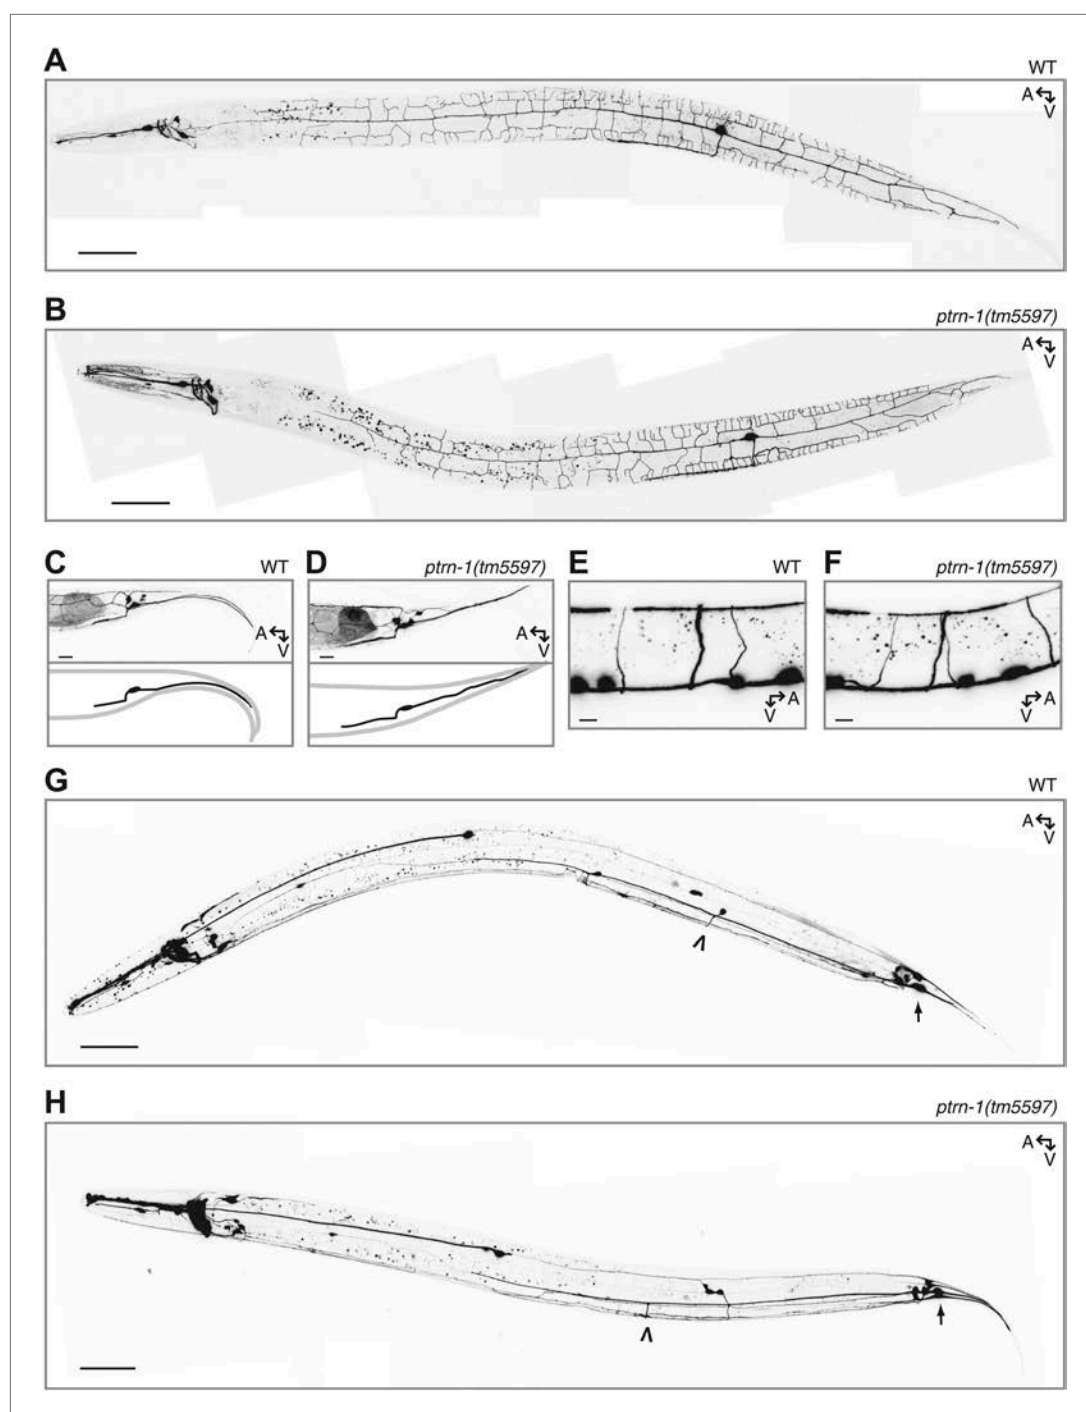 A
WT
A
V
B
ptrn-1(tm5597)
A
V
C
WT
A
V
D
ptrn-1(tm5597)
A
V
E
WT
A
V
F
ptrn-1(tm5597)
A
V
G
WT
A
V
H
ptrn-1(tm5597)
A
V